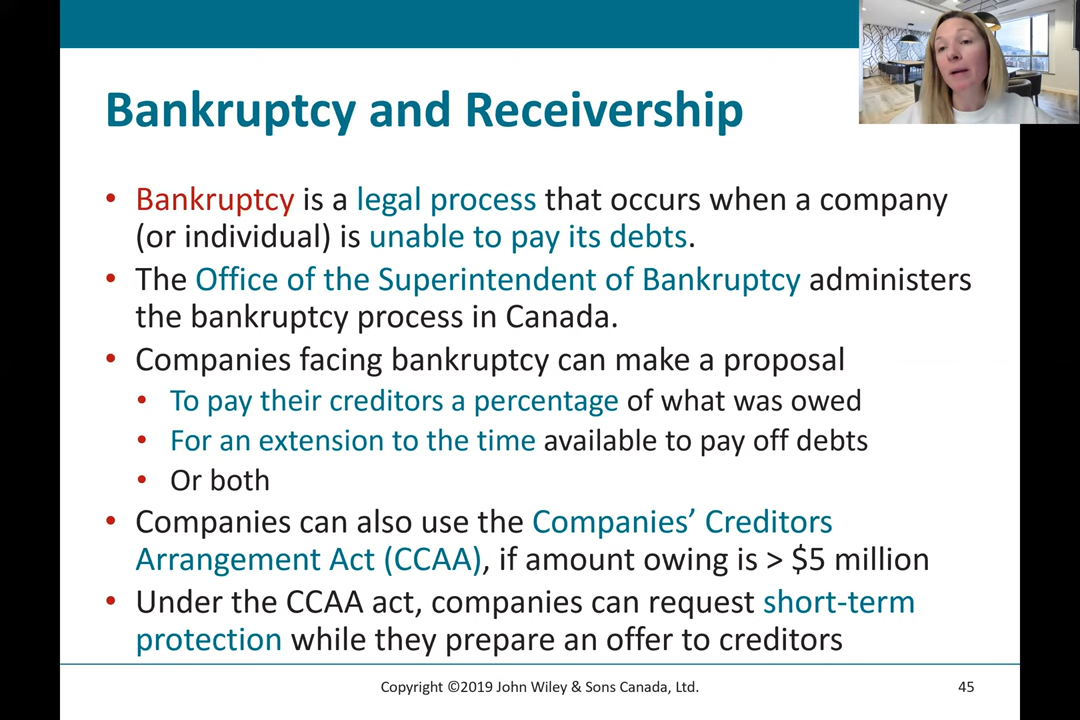 Bankruptcy and Receivership
• Bankruptcy is a legal process that occurs when a company
(or individual) is unable to pay its debts.
• The Office of the Superintendent of Bankruptcy administers
the bankruptcy process in Canada.
• Companies facing bankruptcy can make a proposal
• To pay their creditors a percentage of what was owed
• For an extension to the time available to pay off debts
• Or both
• Companies can also use the Companies’ Creditors
Arrangement Act (CCAA), if amount owing is > $5 million
• Under the CCAA act, companies can request short-term
protection while they prepare an offer to creditors
Copyright ©2019 John Wiley & Sons Canada, Ltd.
45